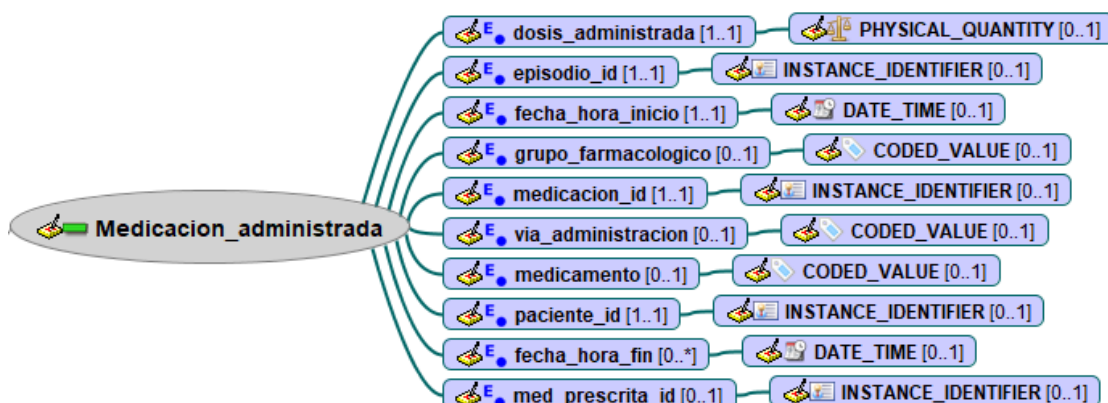 E dosis_administrada [1..1] PHYSICAL_QUANTITY [0..1]
E episodio_id [1..1] INSTANCE_IDENTIFIER [0..1]
E fecha_hora_inicio [1..1] DATE_TIME [0..1]
E grupo_farmacologico [0..1] CODED_VALUE [0..1]
E medicacion_id [1..1] INSTANCE_IDENTIFIER [0..1]
Medicacion_administrada
E via_administracion [0..1] CODED_VALUE [0..1]
E medicamento [0..1] CODED_VALUE [0..1]
E paciente_id [1..1] INSTANCE_IDENTIFIER [0..1]
E fecha_hora_fin [0..*] DATE_TIME [0..1]
E med_prescrita_id [0..1] INSTANCE_IDENTIFIER [0..1]